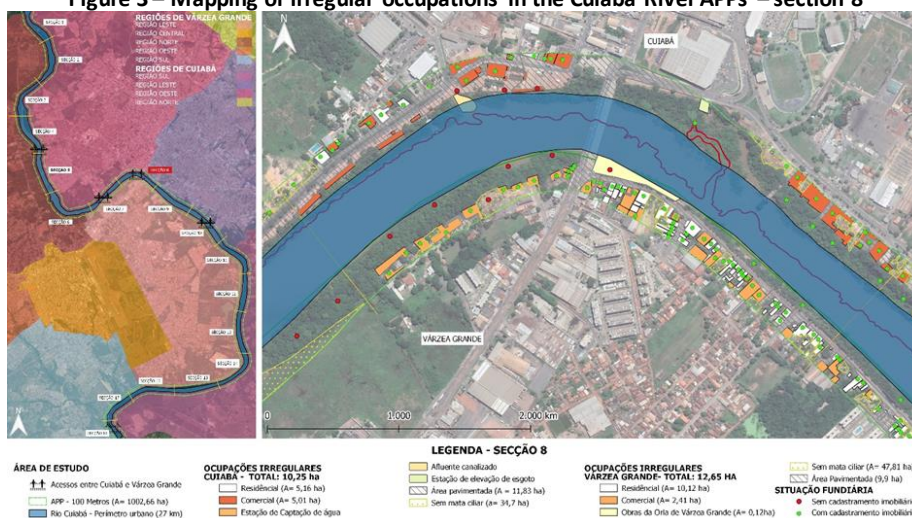 Figure 3 – Mapping of irregular occupations in the Cuiabá River APPs – section 8
REGIÕES DE VÁRZEA GRANDE
REGIÃO LESTE
REGIÃO CENTRAL
REGIÃO NORTE
REGIÃO OESTE
REGIÃO SUL
REGIÕES DE CUIABÁ
REGIÃO SUL
REGIÃO LESTE
REGIÃO OESTE
REGIÃO NORTE
N
CUIABÁ
VÁRZEA GRANDE
0
1.000
2.000 km
LEGENDA - SECÇÃO 8
ÁREA DE ESTUDO
Acessos entre Cuiabá e Várzea Grande
APP - 100 Metros (A= 1002,66 ha)
Rio Cuiabá - Perímetro urbano (27 km)
OCUPAÇÕES IRREGULARES
CUIABÁ - TOTAL: 10,25 ha
Residêncial (A= 5,16 ha)
Comercial (A= 5,01 ha)
Estação de Captação de água
Afluente canalizado
Estação de elevação de esgoto
Área pavimentada (A = 11,83 ha)
Sem mata ciliar (A= 34,7 ha)
OCUPAÇÕES IRREGULARES
VÁRZEA GRANDE- TOTAL: 12,65 HA
Residencial (A= 10,12 ha)
Comercial (A= 2,41 ha)
Obras da Orla de Várzea Grande (A= 0,12ha)
Sem mata ciliar (A= 47,81 ha)
Área Pavimentada (9,9 ha)
SITUAÇÃO FUNDIÁRIA
Sem cadastramento imobiliári
Com cadastramento imobiliári